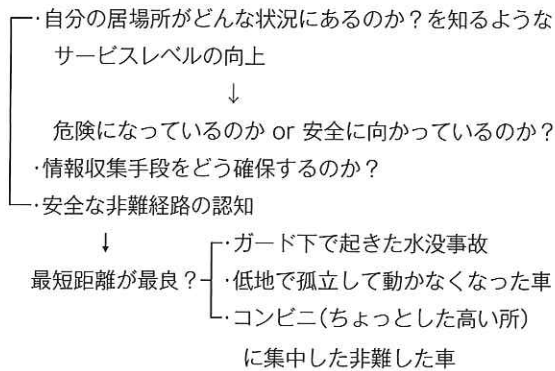 ・自分の居場所がどんな状況にあるのか？を知るような
サービスレベルの向上
↓
危険になっているのか or 安全に向かっているのか？
・情報収集手段をどう確保するのか？
・安全な非難経路の認知
↓
・ガード下で起きた水没事故
最短距離が最良？
・低地で孤立して動かなくなった車
・コンビニ（ちょっとした高い所）
に集中した非難した車